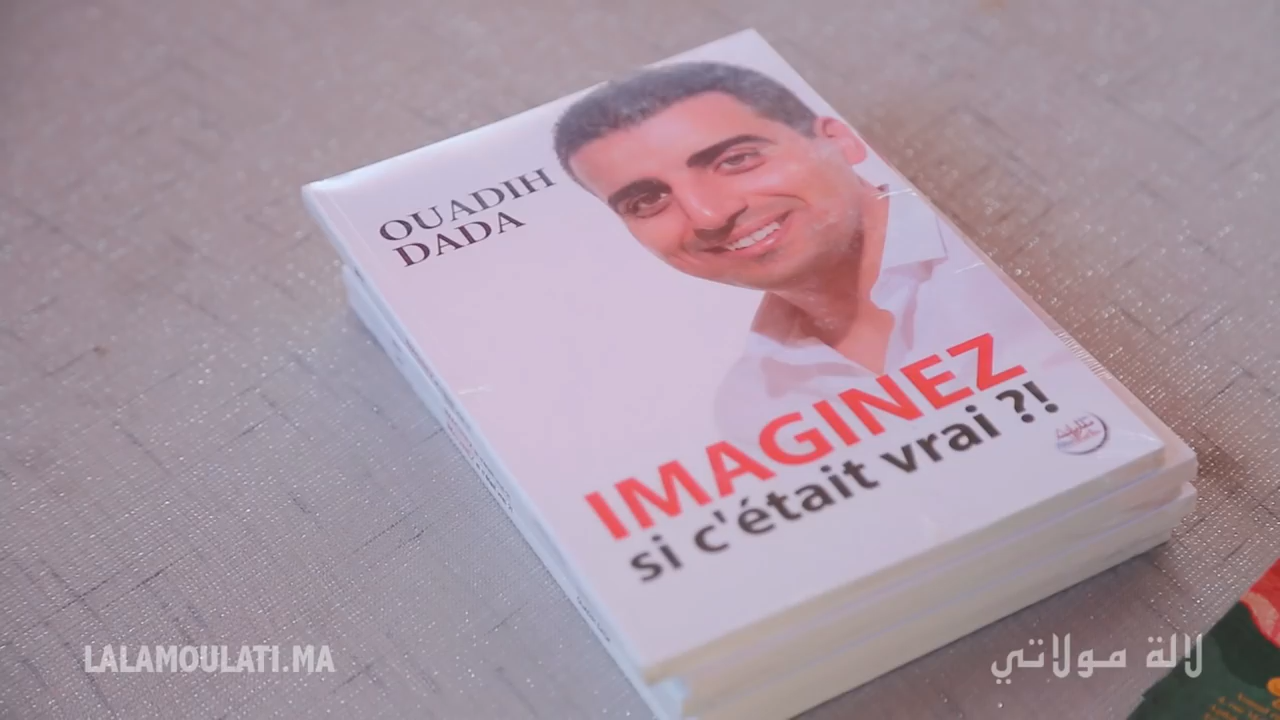 OUADIH
DADA
IMAGINEZ
si c'était vrai ?!
LALAMOULATI.MA
لالة مولاتي